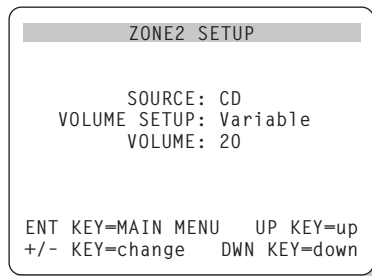 ZONE2 SETUP
SOURCE: CD
VOLUME SETUP: Variable
VOLUME: 20
ENT KEY=MAIN MENU UP KEY=up
+/- KEY=change DWN KEY=down